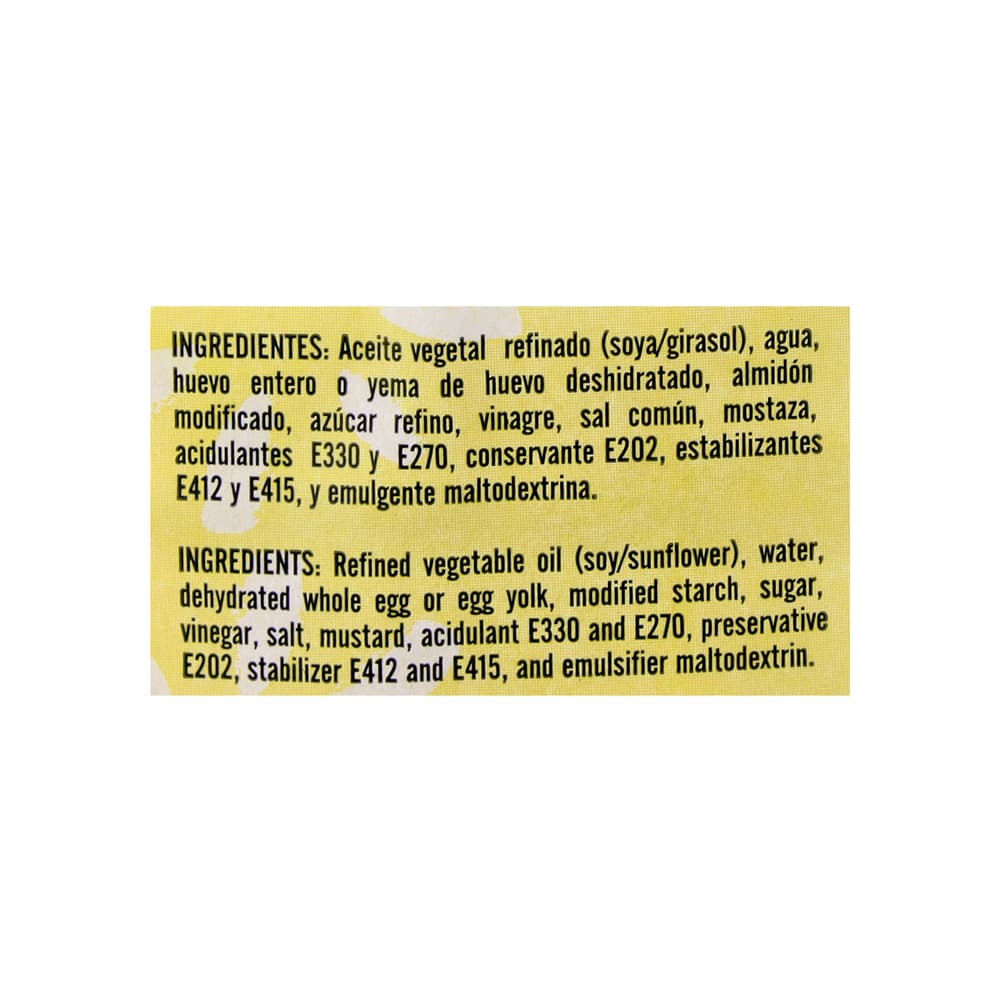 INGREDIENTES: Aceite vegetal refinado (soya/girasol), agua,
huevo entero o yema de huevo deshidratado, almidón
modificado, azúcar refino, vinagre, sal común, mostaza,
acidulantes E330 y E270, conservante E202, estabilizantes
E412 y E415, y emulgente maltodextrina.
INGREDIENTS: Refined vegetable oil (soy/sunflower), water,
dehydrated whole egg or egg yolk, modified starch, sugar,
vinegar, salt, mustard, acidulant E330 and E270, preservative
E202, stabilizer E412 and E415, and emulsifier maltodextrin.